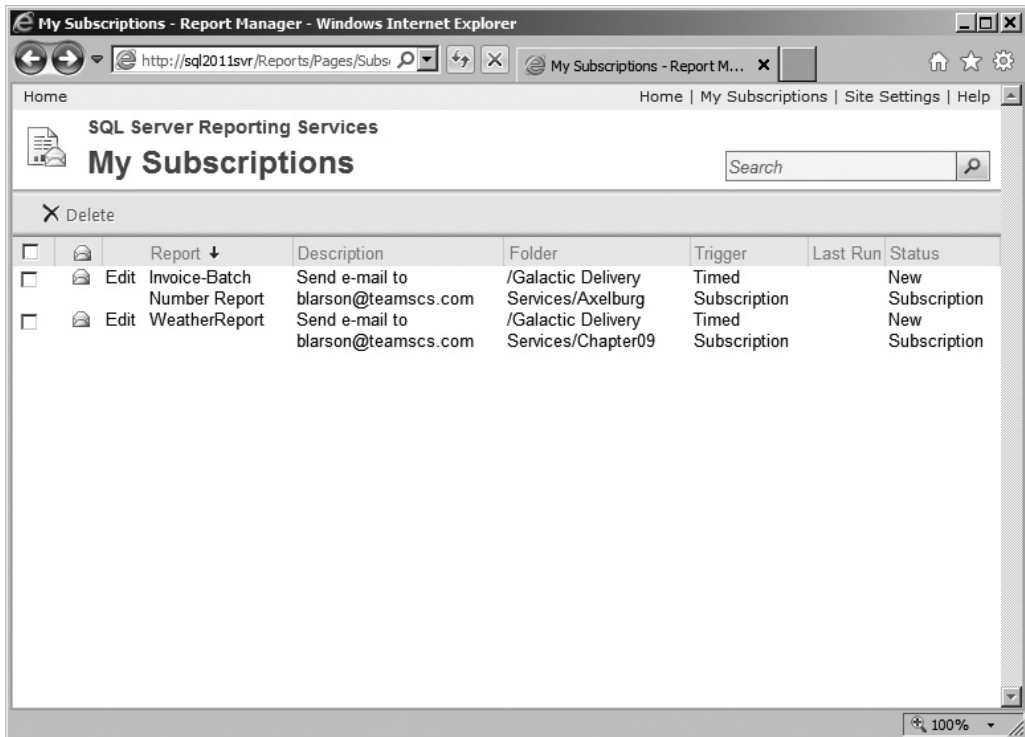 My Subscriptions - Report Manager - Windows Internet Explorer
http://sql2011svr/Reports/Pages/Subs
My Subscriptions - Report M...
Home
Home | My Subscriptions | Site Settings | Help
SQL Server Reporting Services
My Subscriptions
Search
Delete
Report Description Folder Trigger Last Run Status
Edit Invoice-Batch Send e-mail to /Galactic Delivery Timed New
Number Report blarson@teamscs.com Services/Axelburg Subscription Subscription
Edit WeatherReport Send e-mail to /Galactic Delivery Timed New
blarson@teamscs.com Services/Chapter09 Subscription Subscription
100%